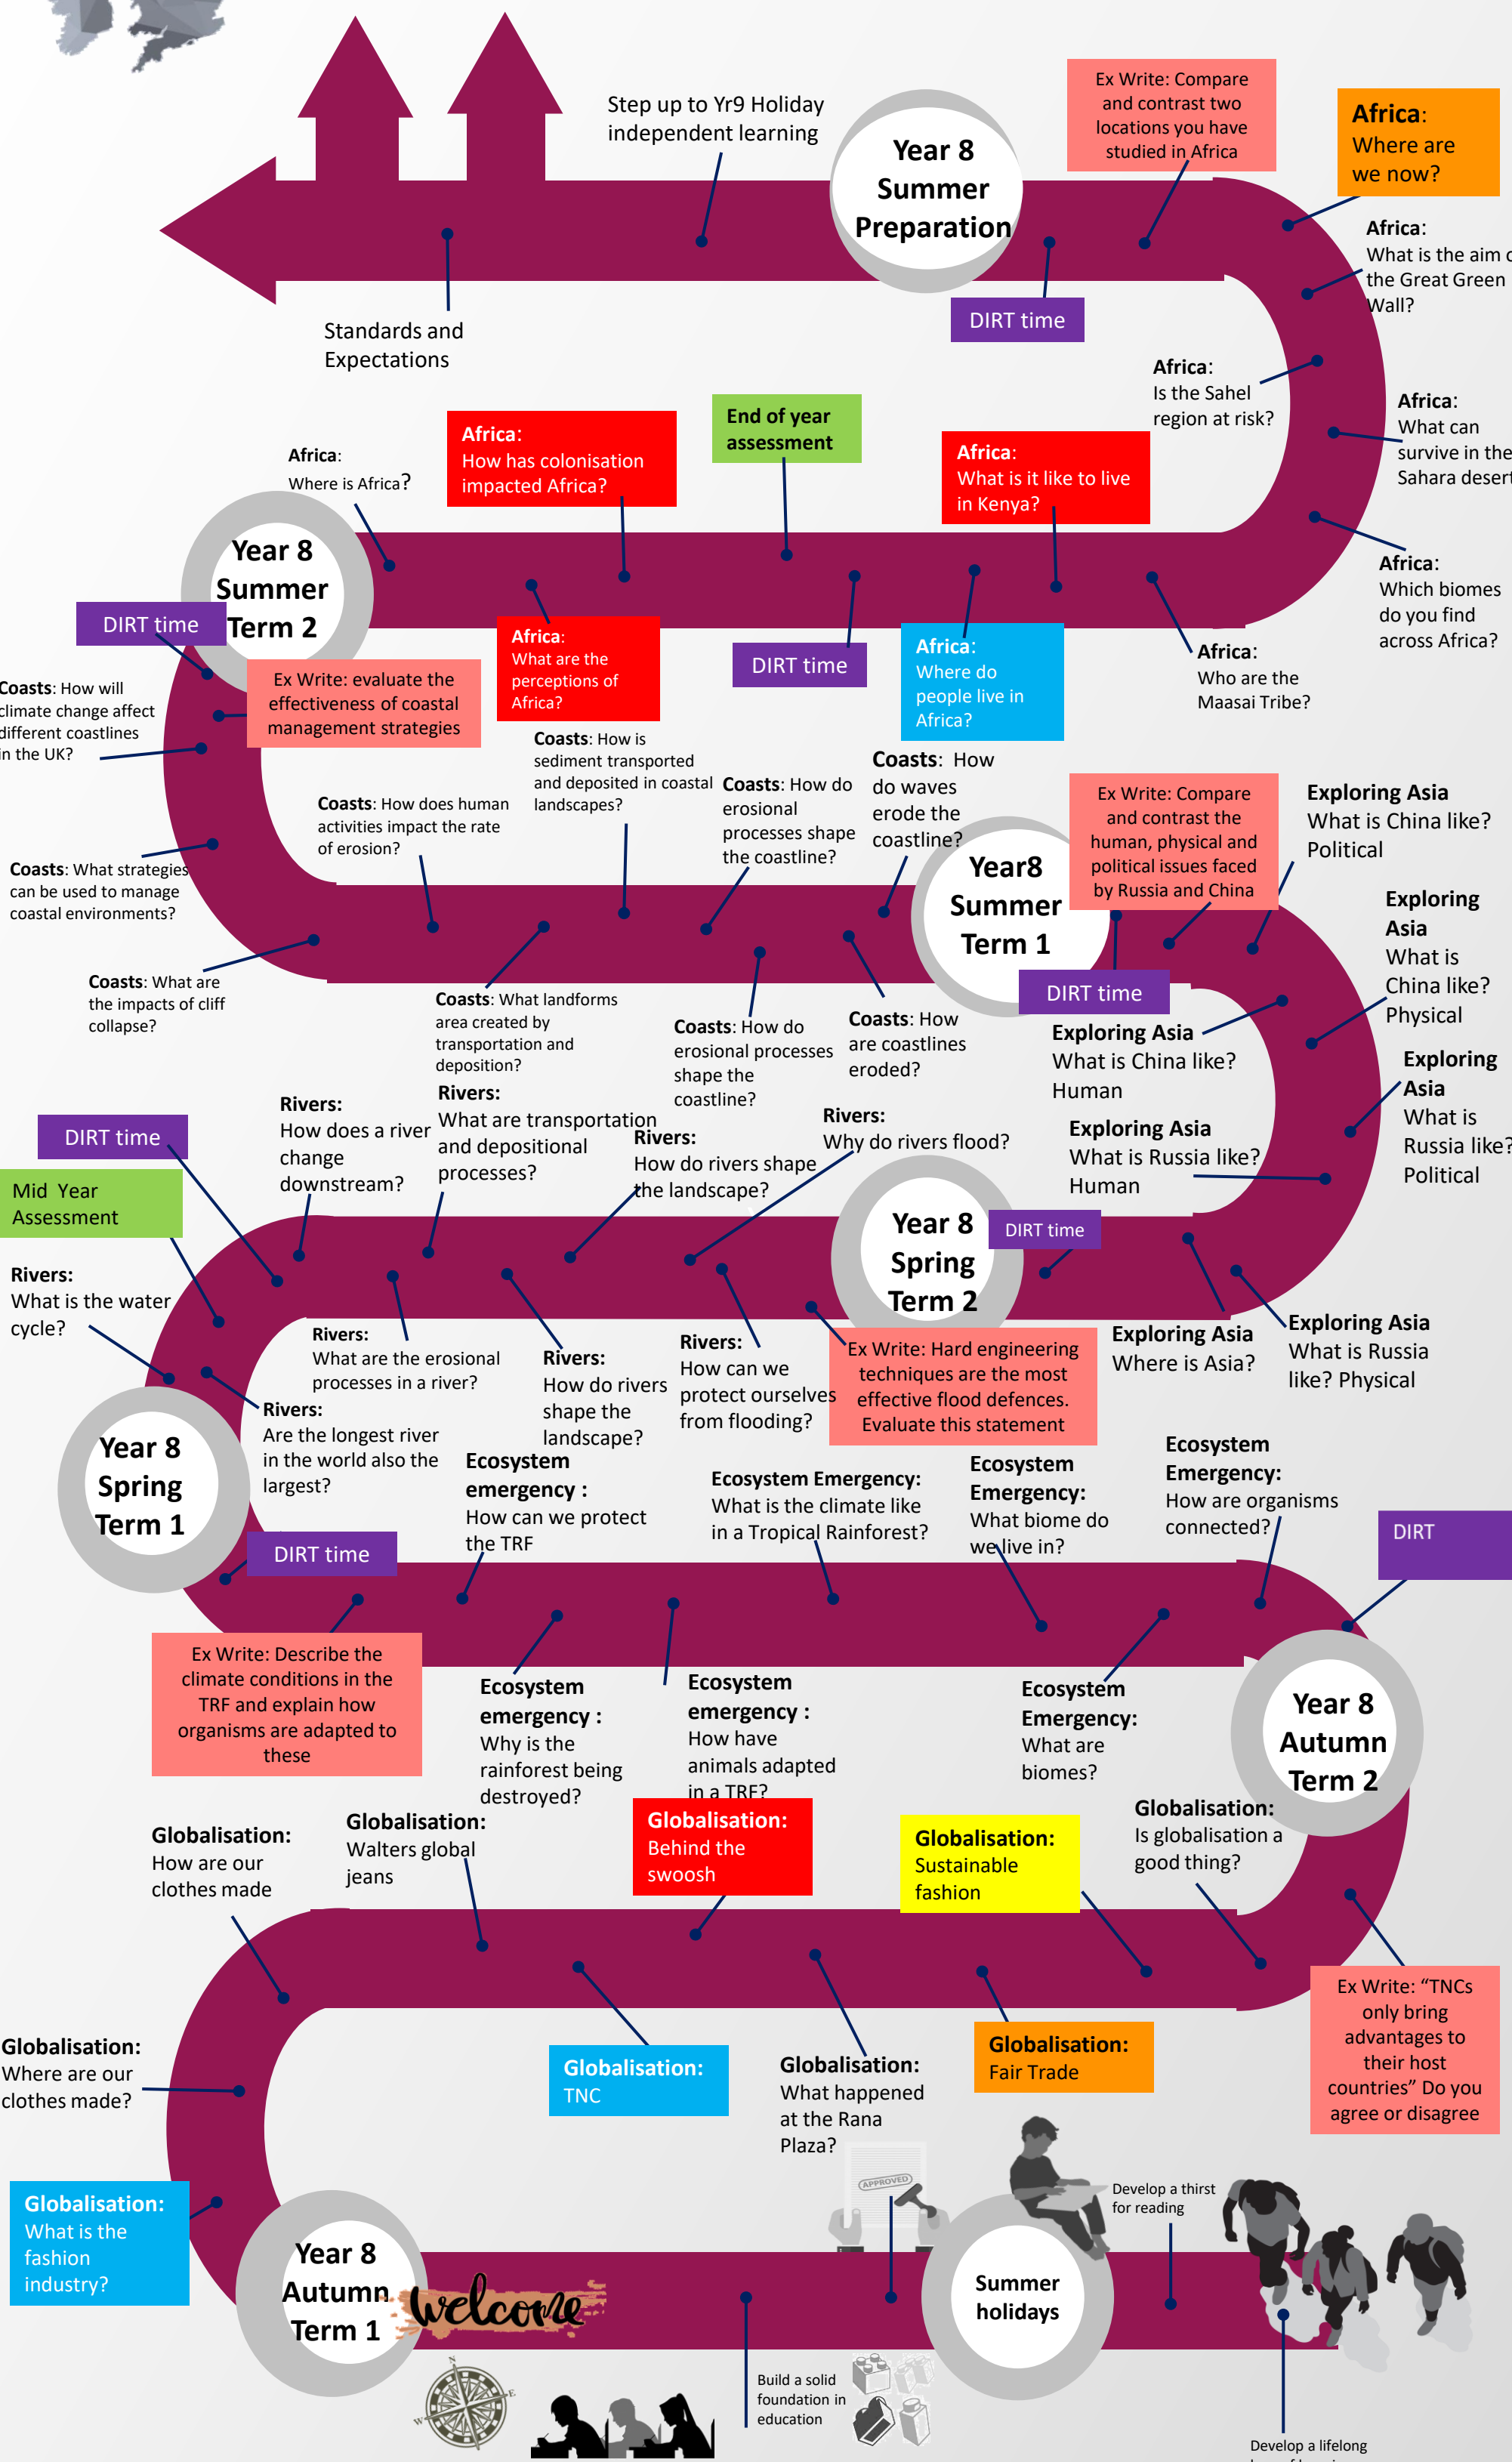 Step up to Yr9 Holiday
independent learning
Year 8
Summer
Preparation
Ex Write: Compare
and contrast two
locations you have
studied in Africa
Africa:
Where are
we now?
Africa:
What is the aim
the Great Green
Wall?
DIRT time
Standards and
Expectations
Africa:
Is the Sahel
region at risk?
Africa:
What can
survive in the
Sahara desert
Africa:
Where is Africa?
Africa:
How has colonisation
impacted Africa?
End of year
assessment
Africa:
What is it like to live
in Kenya?
Africa:
Which biomes
do you find
across Africa?
Year 8
Summer
Term 2
DIRT time
Africa:
What are the
perceptions of
Africa?
DIRT time
Africa:
Where do
people live in
Africa?
Africa:
Who are the
Maasai Tribe?
Coasts: How will
climate change affect
different coastlines
in the UK?
Ex Write: evaluate the
effectiveness of coastal
management strategies
Coasts: How is
sediment transported
and deposited in coastal
landscapes?
Coasts: How do
erosional
processes shape
the coastline?
Coasts: How
do waves
erode the
coastline?
Ex Write: Compare
and contrast the
human, physical and
political issues faced
by Russia and China
Exploring Asia
What is China like?
Political
Coasts: How does human
activities impact the rate
of erosion?
Coasts: What strategies
can be used to manage
coastal environments?
Year8
Summer
Term 1
Exploring
Asia
What is
China like?
Physical
Coasts: What are
the impacts of cliff
collapse?
Coasts: What landforms
area created by
transportation and
deposition?
Coasts: How do
erosional processes
shape the
coastline?
Coasts: How
are coastlines
eroded?
DIRT time
Exploring Asia
What is China like?
Human
Exploring
Asia
What is
Russia like?
Political
DIRT time
Rivers:
How does a river
change
downstream?
Rivers:
What are transportation
and depositional
processes?
Rivers:
How do rivers shape
the landscape?
Rivers:
Why do rivers flood?
Exploring Asia
What is Russia like?
Human
Mid Year
Assessment
Year 8
Spring
Term 2
DIRT time
Rivers:
What is the water
cycle?
Rivers:
What are the erosional
processes in a river?
Rivers:
How do rivers
shape the
landscape?
Rivers:
How can we
protect ourselves
from flooding?
Ex Write: Hard engineering
techniques are the most
effective flood defences.
Evaluate this statement
Exploring Asia
Where is Asia?
Exploring Asia
What is Russia
like? Physical
Rivers:
Are the longest river
in the world also the
largest?
Year 8
Spring
Term 1
Ecosystem
emergency :
How can we protect
the TRF
Ecosystem Emergency:
What is the climate like
in a Tropical Rainforest?
Ecosystem
Emergency:
What biome do
we live in?
Ecosystem
Emergency:
How are organisms
connected?
DIRT
DIRT time
Ex Write: Describe the
climate conditions in the
TRF and explain how
organisms are adapted to
these
Ecosystem
emergency :
Why is the
rainforest being
destroyed?
Ecosystem
emergency :
How have
animals adapted
in a TRF?
Ecosystem
Emergency:
What are
biomes?
Year 8
Autumn
Term 2
Globalisation:
How are our
clothes made
Globalisation:
Walters global
jeans
Globalisation:
Behind the
swoosh
Globalisation:
Sustainable
fashion
Globalisation:
Is globalisation a
good thing?
Globalisation:
Where are our
clothes made?
Globalisation:
TNC
Globalisation:
What happened
at the Rana
Plaza?
Globalisation:
Fair Trade
Ex Write: “TNCs
only bring
advantages to
their host
countries” Do you
agree or disagree
Globalisation:
What is the
fashion
industry?
APPROVED
Develop a thirst
for reading
Year 8
Autumn
Term 1
welcome
Summer
holidays
N
E
W
Build a solid
foundation in
education
Develop a lifelong